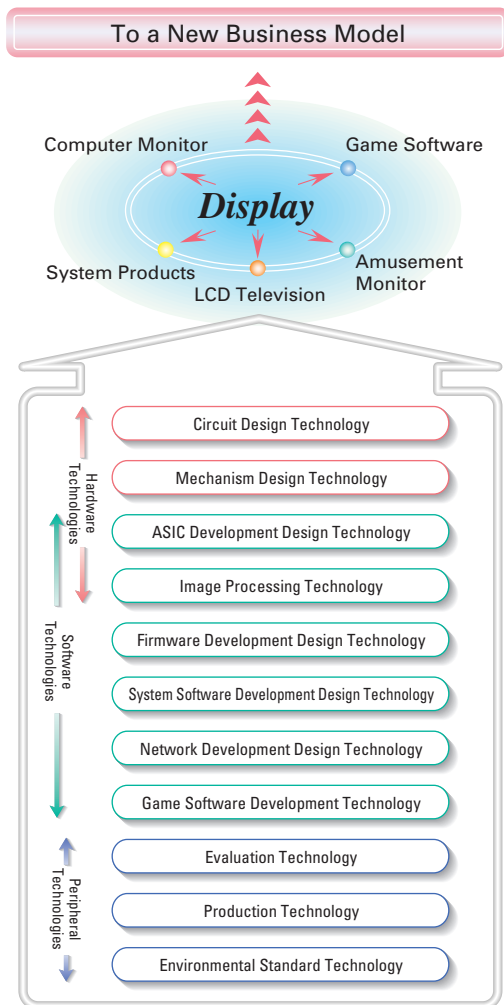 To a New Business Model
Computer Monitor
Game Software
Display
System Products
LCD Television
Amusement
Monitor
Hardware
Technologies
Software
Technologies
Peripheral
Technologies
Circuit Design Technology
Mechanism Design Technology
ASIC Development Design Technology
Image Processing Technology
Firmware Development Design Technology
System Software Development Design Technology
Network Development Design Technology
Game Software Development Technology
Evaluation Technology
Production Technology
Environmental Standard Technology